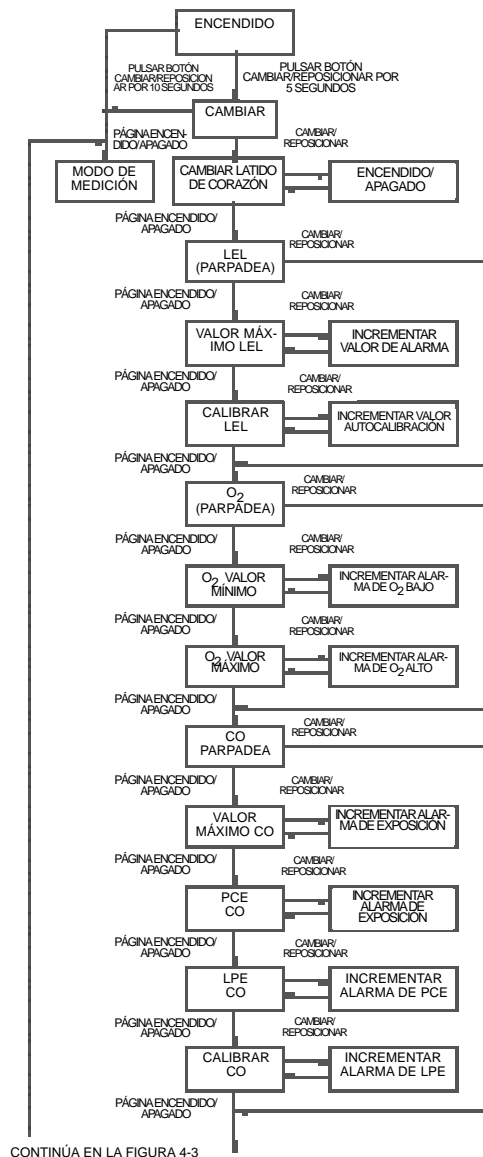 ENCENDIDO
PULSAR BOTÓN
CAMBIAR/REPOSICION
AR POR 10 SEGUNDOS
PULSAR BOTÓN
CAMBIAR/REPOSICIONAR POR
5 SEGUNDOS
CAMBIAR
PÁGINA ENCEN-
DIDO/APAGADO
CAMBIAR/
REPOSICIONAR
MODO DE
MEDICIÓN
CAMBIAR LATIDO
DE CORAZÓN
ENCENDIDO/
APAGADO
PÁGINA ENCENDIDO/
APAGADO
CAMBIAR/
REPOSICIONAR
LEL
(PARPADEA)
PÁGINA ENCENDIDO/
APAGADO
CAMBIAR/
REPOSICIONAR
VALOR MÁX-
IMO LEL
INCREMENTAR
VALOR DE ALARMA
PÁGINA ENCENDIDO/
APAGADO
CAMBIAR/
REPOSICIONAR
CALIBRAR
LEL
INCREMENTAR VALOR
AUTOCALIBRACIÓN
PÁGINA ENCENDIDO/
APAGADO
CAMBIAR/
REPOSICIONAR
O2
(PARPADEA)
PÁGINA ENCENDIDO/
APAGADO
CAMBIAR/
REPOSICIONAR
O2 VALOR
MÍNIMO
INCREMENTAR ALAR-
MA DE O2 BAJO
PÁGINA ENCENDIDO/
APAGADO
CAMBIAR/
REPOSICIONAR
O2 VALOR
MÁXIMO
INCREMENTAR ALAR-
MA DE O2 ALTO
PÁGINA ENCENDIDO/
APAGADO
CAMBIAR/
REPOSICIONAR
CO
PARPADEA
PÁGINA ENCENDIDO/
APAGADO
CAMBIAR/
REPOSICIONAR
VALOR
MÁXIMO CO
INCREMENTAR ALAR-
MA DE EXPOSICIÓN
PÁGINA ENCENDIDO/
APAGADO
CAMBIAR/
REPOSICIONAR
PCE
CO
INCREMENTAR
ALARMA DE
EXPOSICIÓN
PÁGINA ENCENDIDO/
APAGADO
CAMBIAR/
REPOSICIONAR
LPE
CO
INCREMENTAR
ALARMA DE PCE
PÁGINA ENCENDIDO/
APAGADO
CAMBIAR/
REPOSICIONAR
CALIBRAR
CO
INCREMENTAR
ALARMA DE LPE
PÁGINA ENCENDIDO/
APAGADO
CONTINÚA EN LA FIGURA 4-3